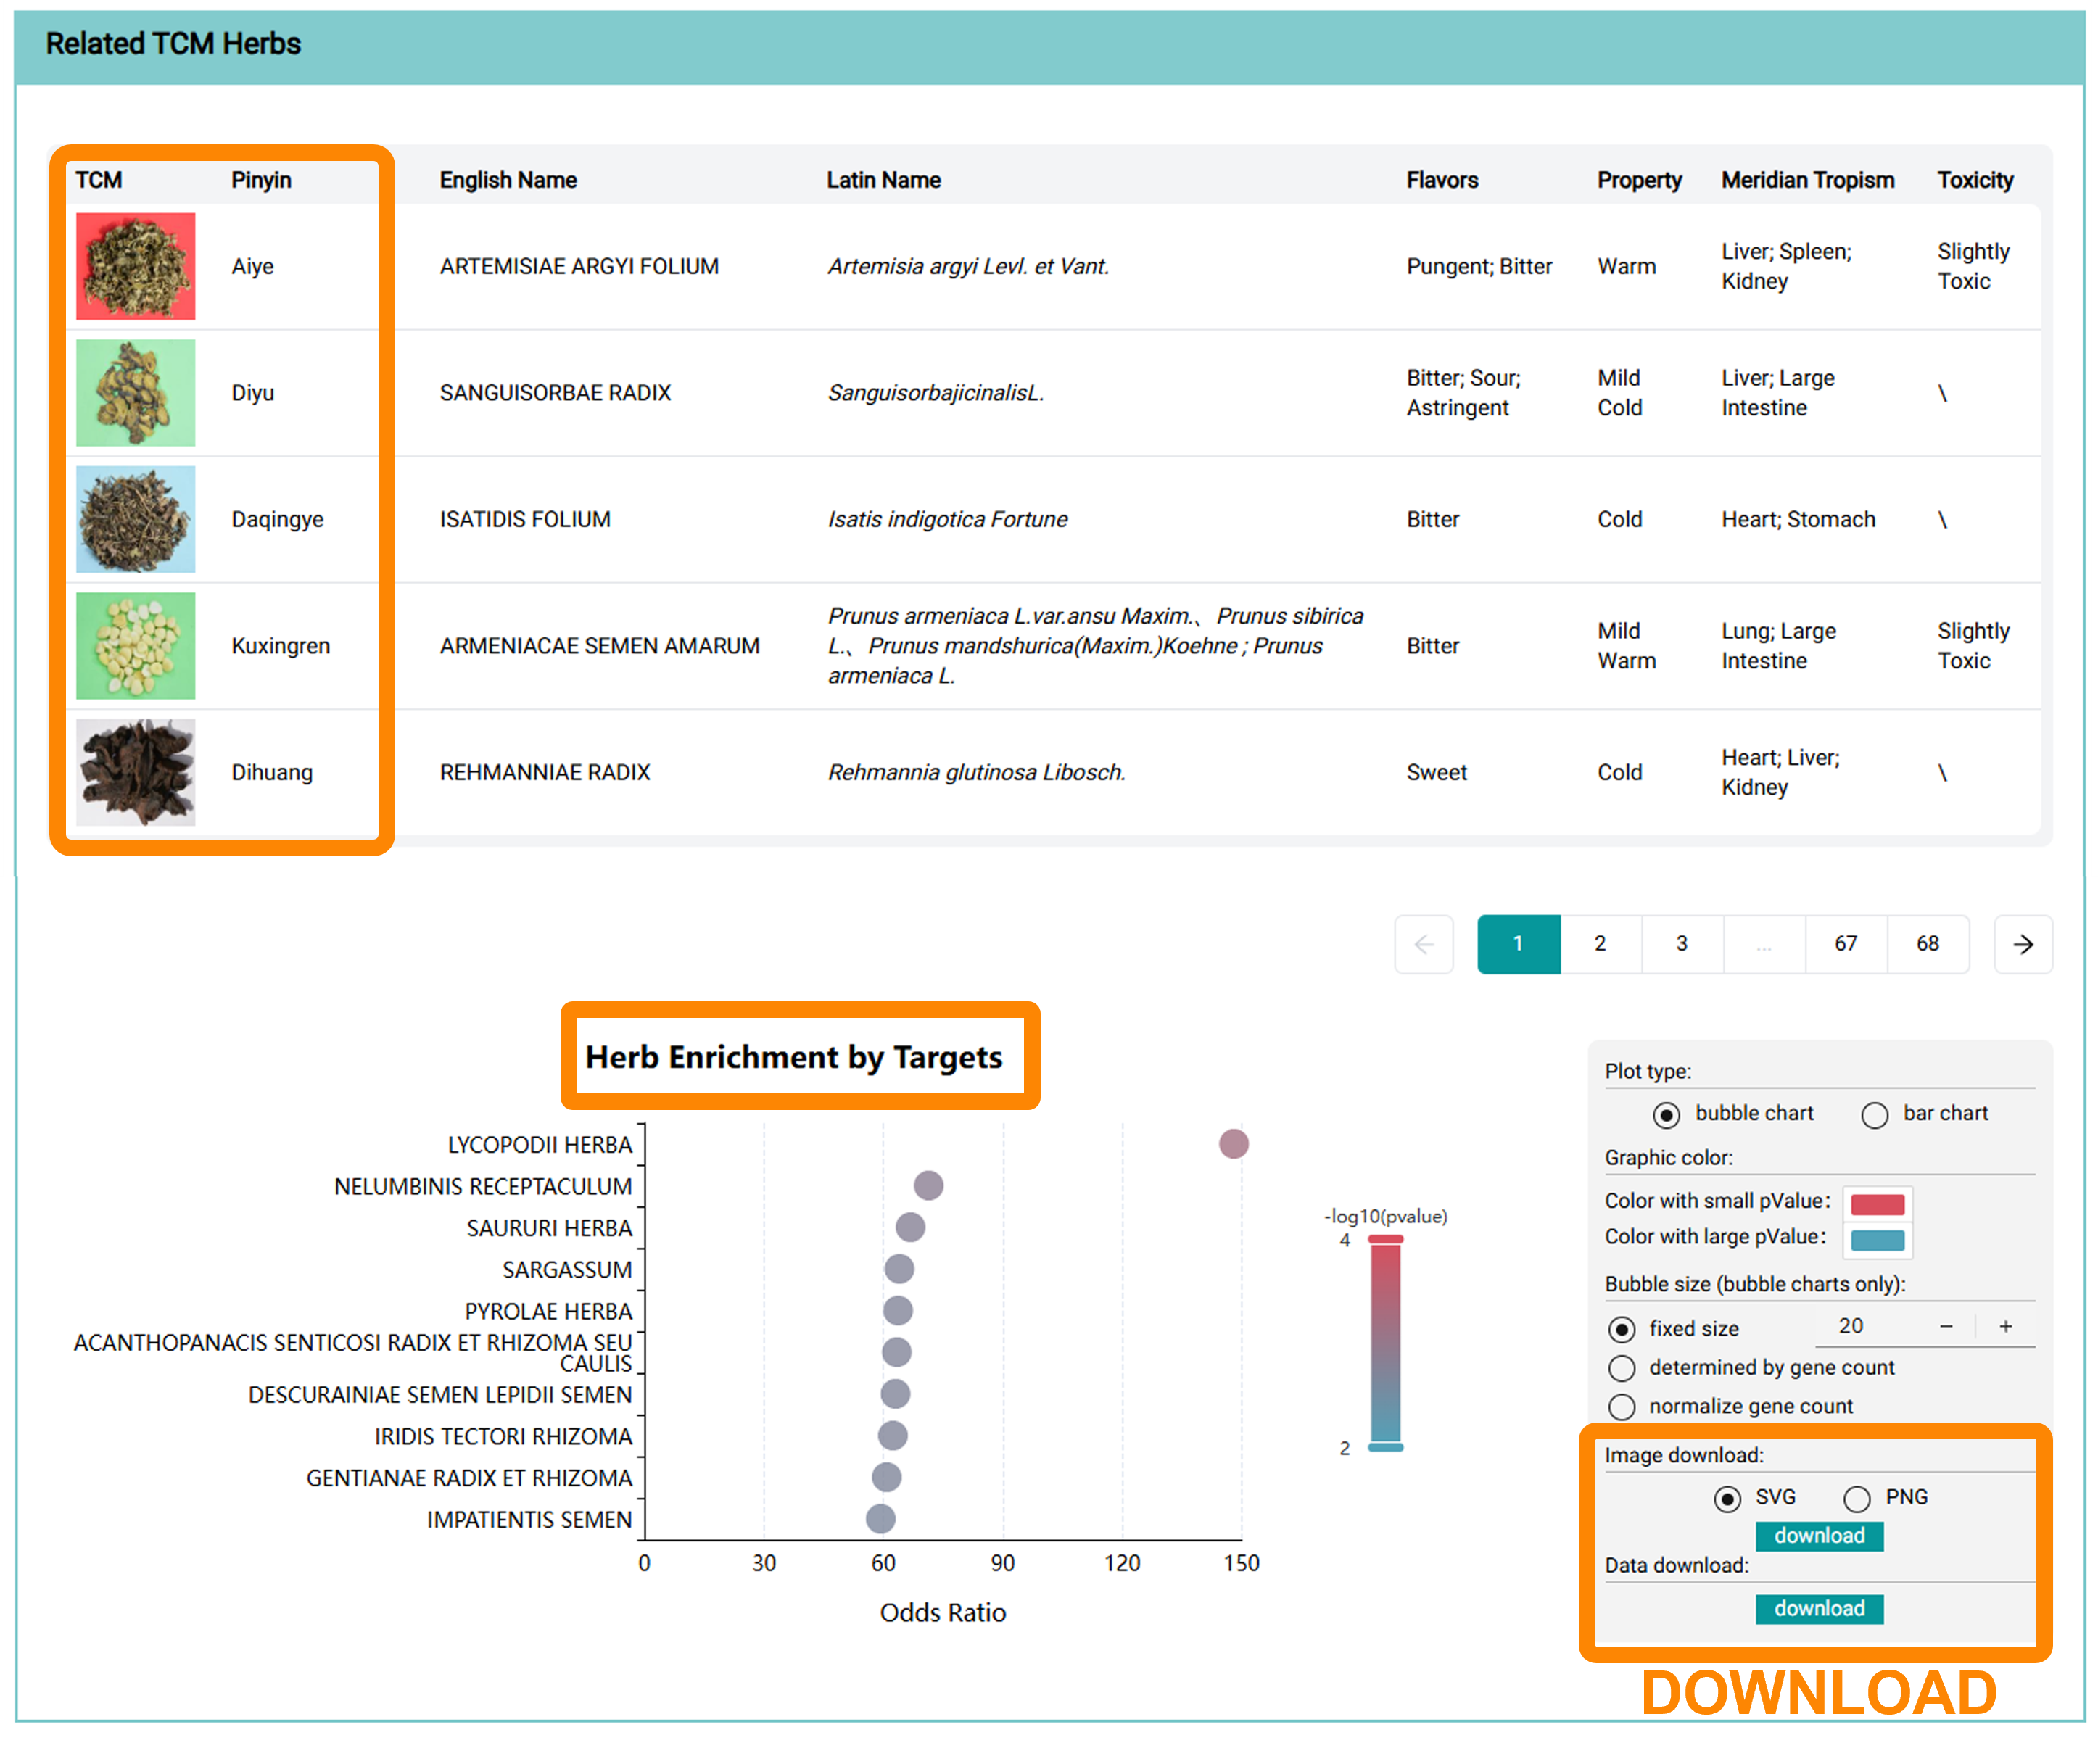 Related TCM Herbs
TCM Pinyin English Name Latin Name Flavors Property Meridian Tropism Toxicity
Aiye ARTEMISIAE ARGYI FOLIUM Artemisia argyi Levl. et Vant. Pungent; Bitter Warm Liver; Spleen; Kidney Slightly Toxic
Diyu SANGUISORBAE RADIX SanguisorbajicinalisL. Bitter; Sour; Astringent Mild Cold Liver; Large Intestine \
Daqingye ISATIDIS FOLIUM Isatis indigotica Fortune Bitter Cold Heart; Stomach \
Kuxingren ARMENIACAE SEMEN AMARUM Prunus armeniaca L.var.ansu Maxim.、Prunus sibirica L.、Prunus mandshurica(Maxim.)Koehne ; Prunus armeniaca L. Bitter Mild Warm Lung; Large Intestine Slightly Toxic
Dihuang REHMANNIAE RADIX Rehmannia glutinosa Libosch. Sweet Cold Heart; Liver; Kidney \
← 1 2 3 ... 67 68 →
Herb Enrichment by Targets
LYCOPODII HERBA
NELUMBINIS RECEPTACULUM
SAURURI HERBA
SARGASSUM
PYROLAE HERBA
ACANTHOPANACIS SENTICOSI RADIX ET RHIZOMA SEU
CAULIS
DESCURAINIAE SEMEN LEPIDII SEMEN
IRIDIS TECTORI RHIZOMA
GENTIANAE RADIX ET RHIZOMA
IMPATIENTIS SEMEN
0 30 60 90 120 150
Odds Ratio
-log10(pvalue)
4
2
Plot type:
bubble chart bar chart
Graphic color:
Color with small pValue：
Color with large pValue：
Bubble size (bubble charts only):
fixed size 20 − +
determined by gene count
normalize gene count
Image download:
SVG PNG
download
Data download:
download
DOWNLOAD